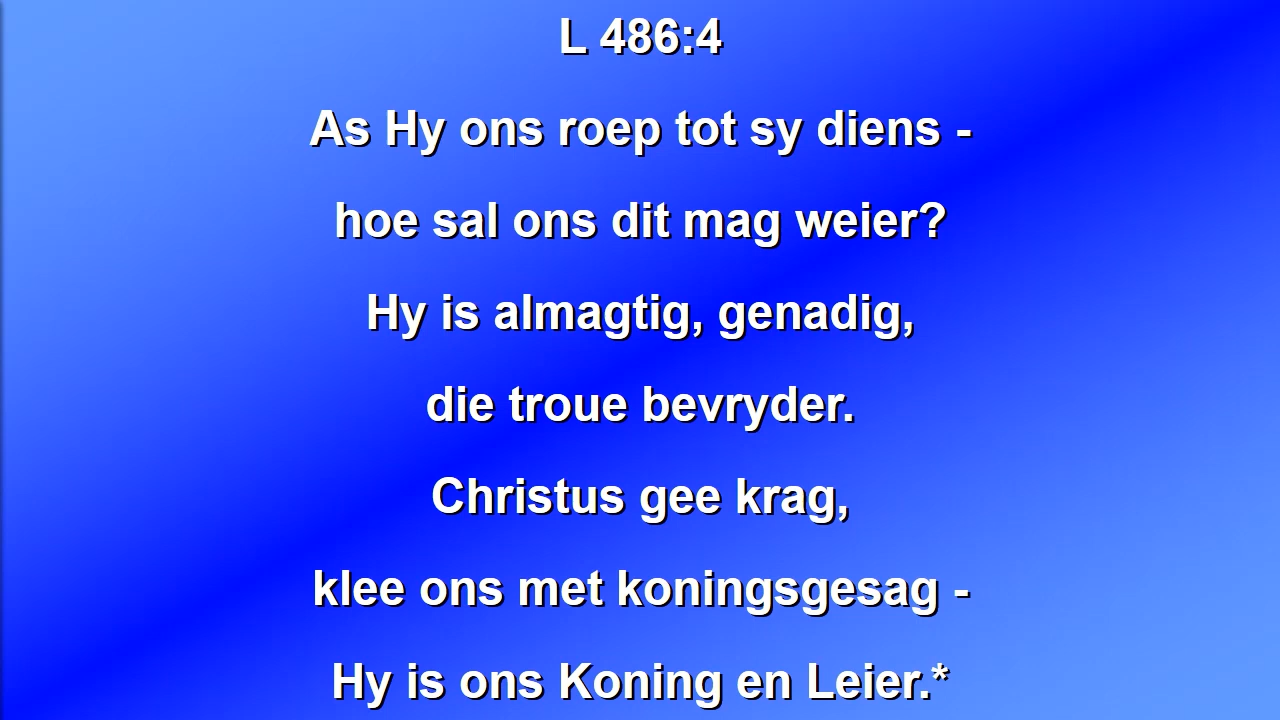 L 486:4
As Hy ons roep tot sy diens -
hoe sal ons dit mag weier?
Hy is almagtig, genadig,
die troue bevryder.
Christus gee krag,
klee ons met koningsgesag -
Hy is ons Koning en Leier.*